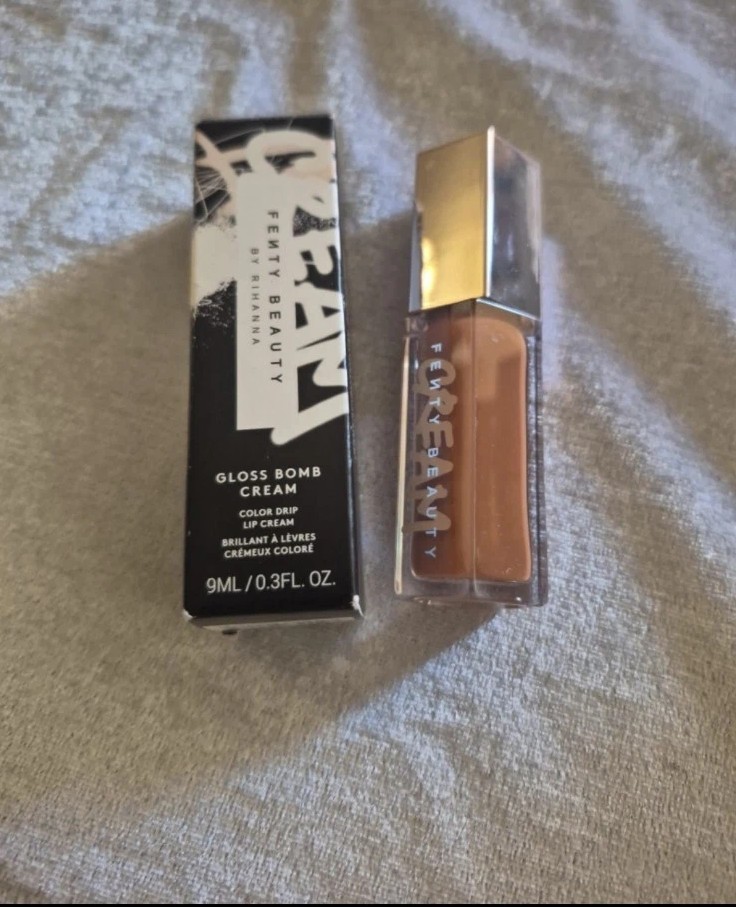 CREAM
FENTY BEAUTY
BY RIHANNA
GLOSS BOMB
CREAM
COLOR DRIP
LIP CREAM
BRILLANT À LÈVRES
CRÉMEUX COLORÉ
9ML / 0.3FL. OZ.
FENTY BEAUTY
CREAM